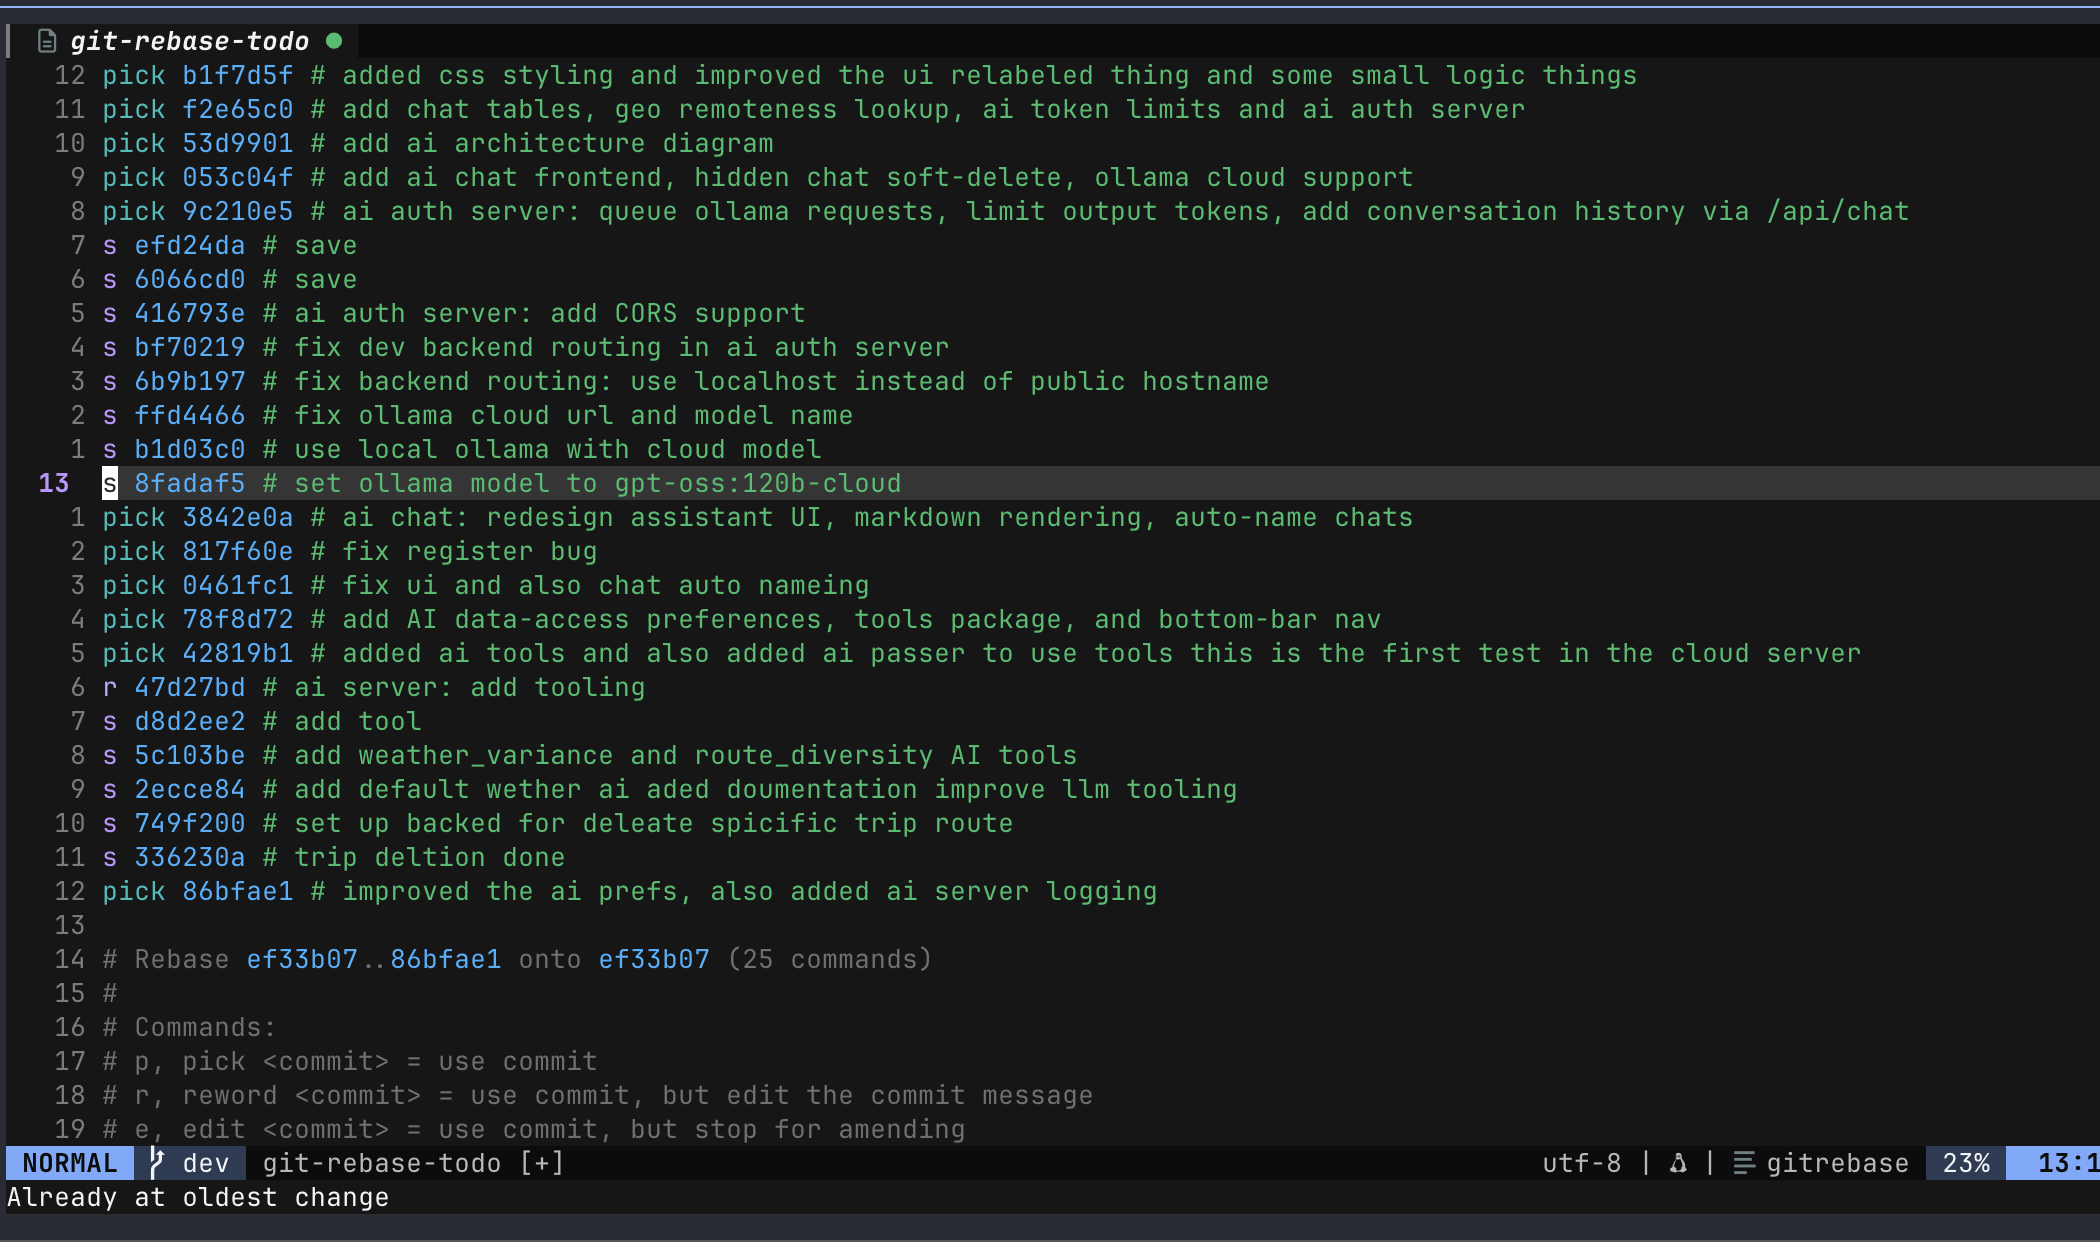 git-rebase-todo
12 pick b1f7d5f # added css styling and improved the ui relabeled thing and some small logic things
11 pick f2e65c0 # add chat tables, geo remoteness lookup, ai token limits and ai auth server
10 pick 53d9901 # add ai architecture diagram
9 pick 053c04f # add ai chat frontend, hidden chat soft-delete, ollama cloud support
8 pick 9c210e5 # ai auth server: queue ollama requests, limit output tokens, add conversation history via /api/chat
7 s efd24da # save
6 s 6066cd0 # save
5 s 416793e # ai auth server: add CORS support
4 s bf70219 # fix dev backend routing in ai auth server
3 s 6b9b197 # fix backend routing: use localhost instead of public hostname
2 s ffd4466 # fix ollama cloud url and model name
1 s b1d03c0 # use local ollama with cloud model
13 s 8fadaf5 # set ollama model to gpt-oss:120b-cloud
1 pick 3842e0a # ai chat: redesign assistant UI, markdown rendering, auto-name chats
2 pick 817f60e # fix register bug
3 pick 0461fc1 # fix ui and also chat auto nameing
4 pick 78f8d72 # add AI data-access preferences, tools package, and bottom-bar nav
5 pick 42819b1 # added ai tools and also added ai passer to use tools this is the first test in the cloud server
6 r 47d27bd # ai server: add tooling
7 s d8d2ee2 # add tool
8 s 5c103be # add weather_variance and route_diversity AI tools
9 s 2ecce84 # add default wether ai aded doumentation improve llm tooling
10 s 749f200 # set up backed for deleate spicific trip route
11 s 336230a # trip deltion done
12 pick 86bfae1 # improved the ai prefs, also added ai server logging
13
14 # Rebase ef33b07..86bfae1 onto ef33b07 (25 commands)
15 #
16 # Commands:
17 # p, pick <commit> = use commit
18 # r, reword <commit> = use commit, but edit the commit message
19 # e, edit <commit> = use commit, but stop for amending
NORMAL dev git-rebase-todo [+] utf-8 | | gitrebase 23% 13:1
Already at oldest change